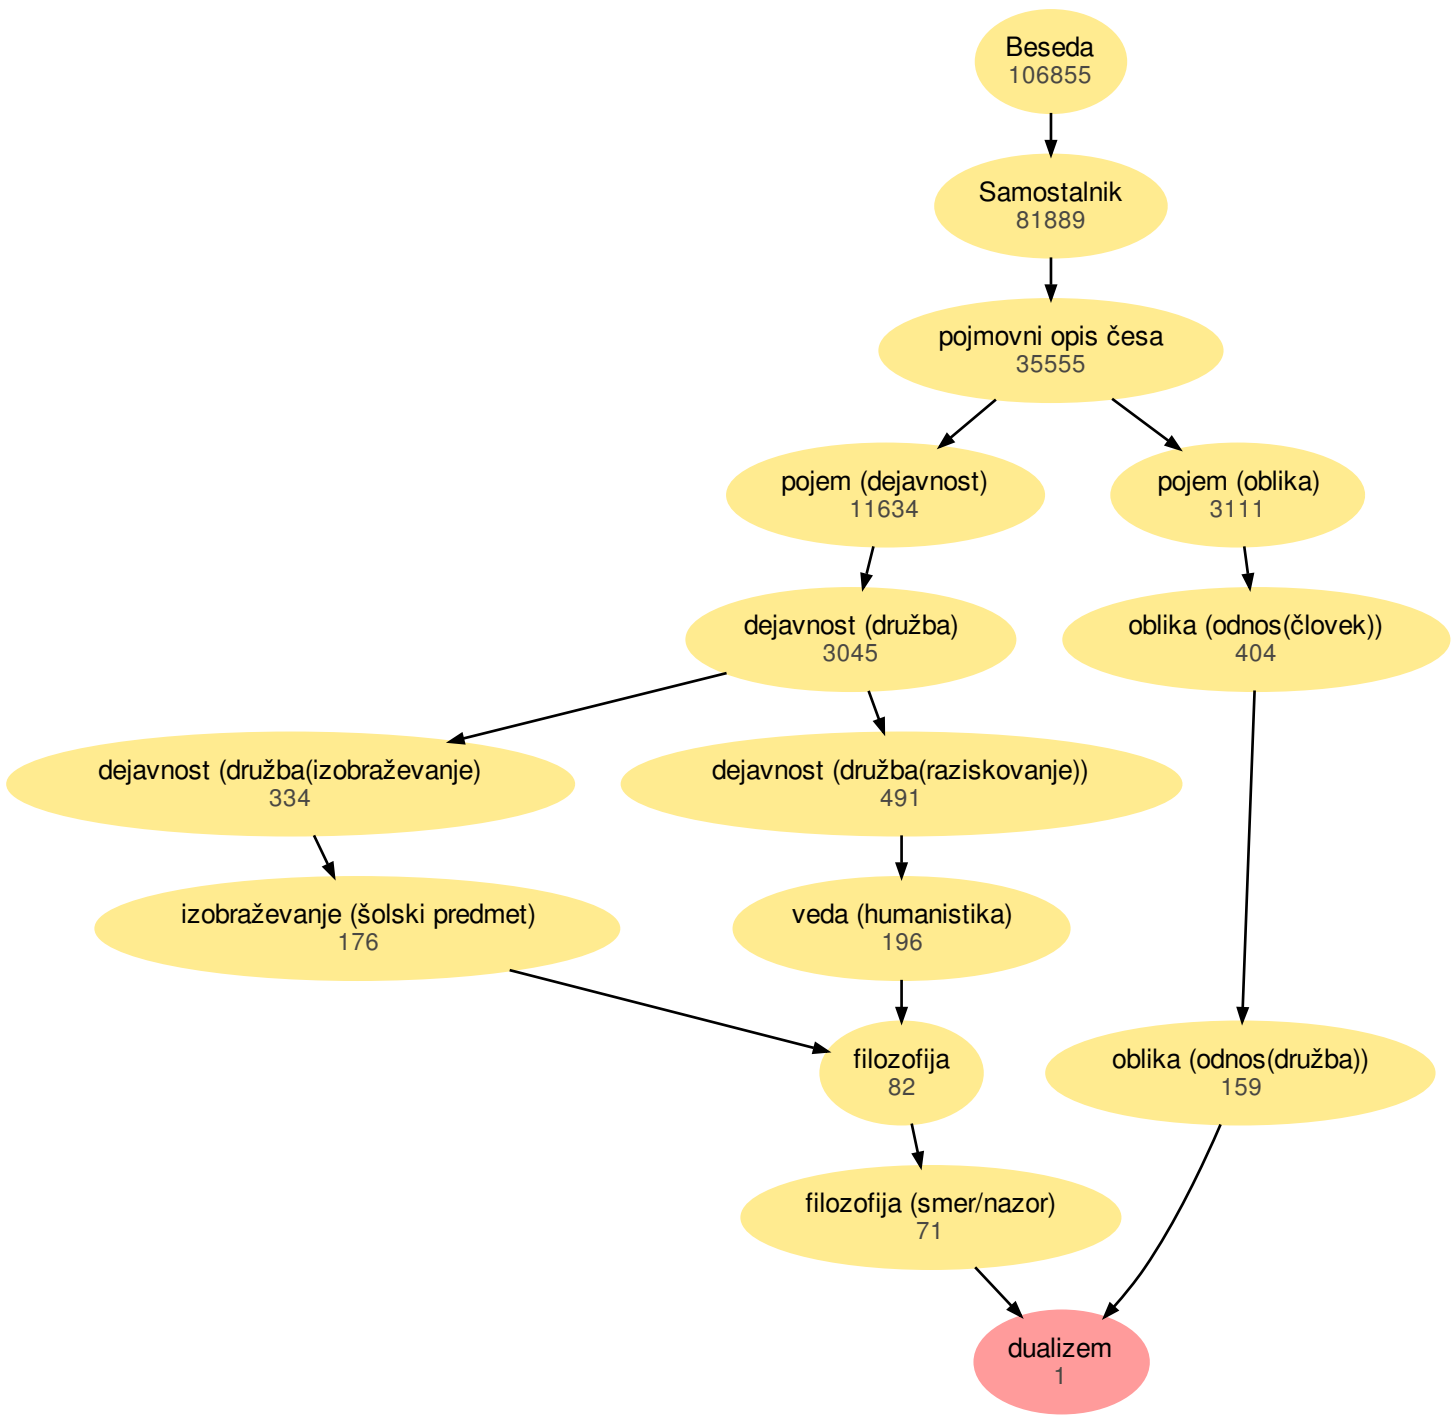 Beseda
106855
Samostalnik
81889
pojmovni opis česa
35555
pojem (dejavnost)
11634
pojem (oblika)
3111
dejavnost (družba)
3045
oblika (odnos(človek))
404
dejavnost (družba(izobraževanje)
334
dejavnost (družba(raziskovanje))
491
izobraževanje (šolski predmet)
176
veda (humanistika)
196
filozofija
82
oblika (odnos(družba))
159
filozofija (smer/nazor)
71
dualizem
1